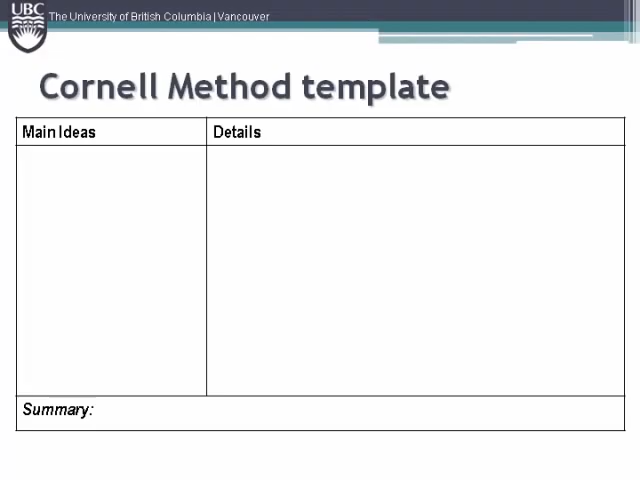 UBC
The University of British Columbia | Vancouver
Cornell Method template
Main Ideas
Details
Summary: